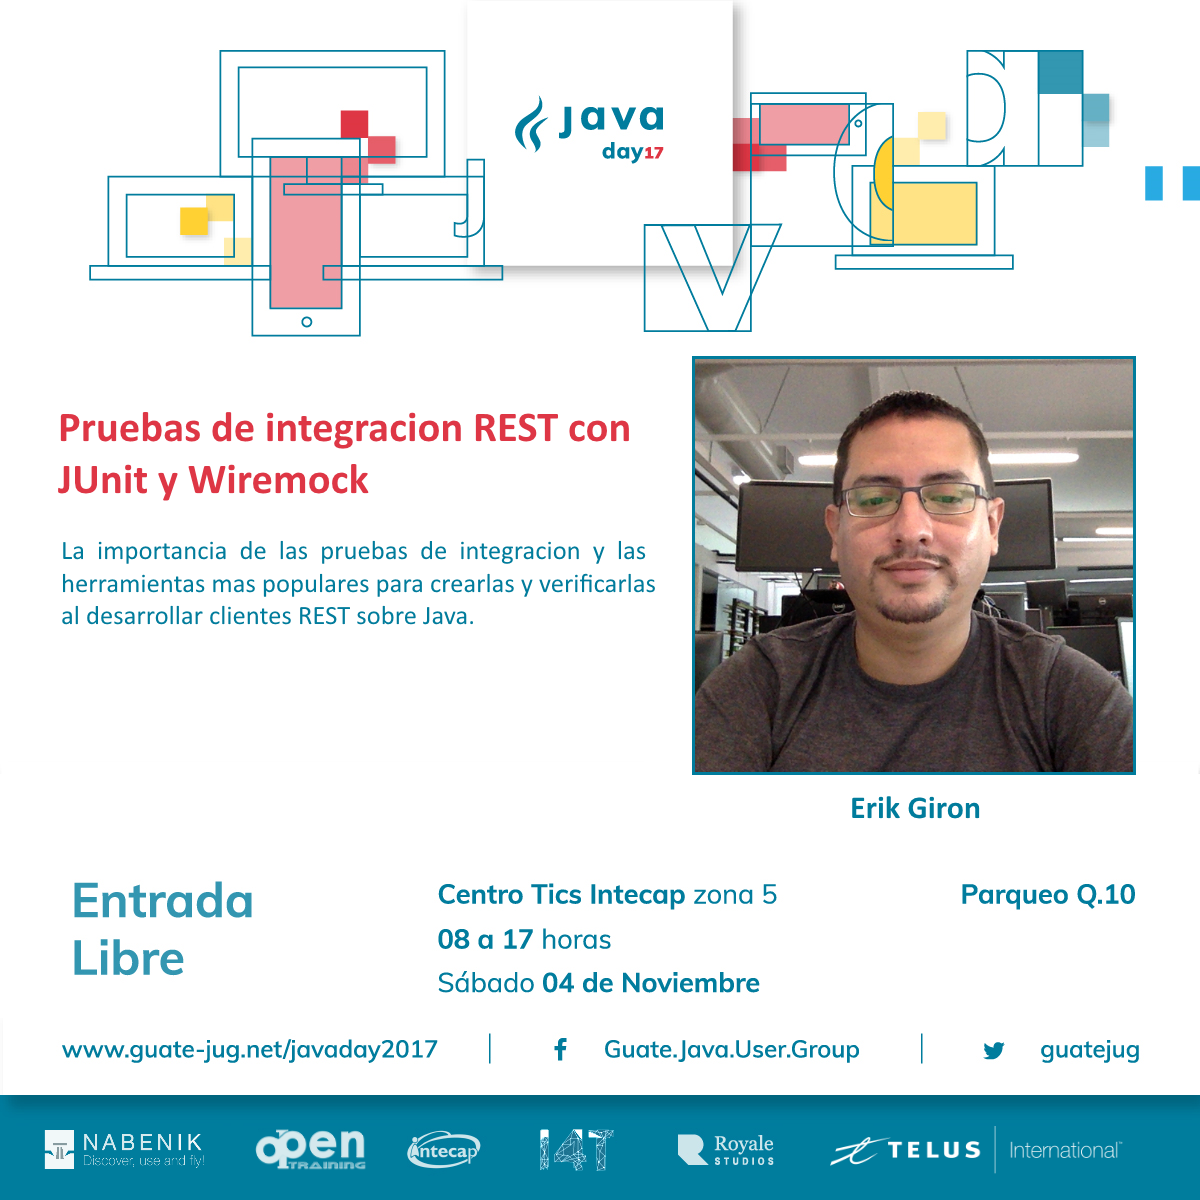 Java
day17
Pruebas de integracion REST con
JUnit y Wiremock
La importancia de las pruebas de integracion y las
herramientas mas populares para crearlas y verificarlas
al desarrollar clientes REST sobre Java.
Erik Giron
Entrada
Libre
Centro Tics Intecap zona 5
08 a 17 horas
Sábado 04 de Noviembre
Parqueo Q.10
www.guate-jug.net/javaday2017
Guate.Java.User.Group
guatejug
NABENIK
Discover, use and fly!
open
TRAINING
intecap
I4T
Royale
STUDIOS
TELUS International™